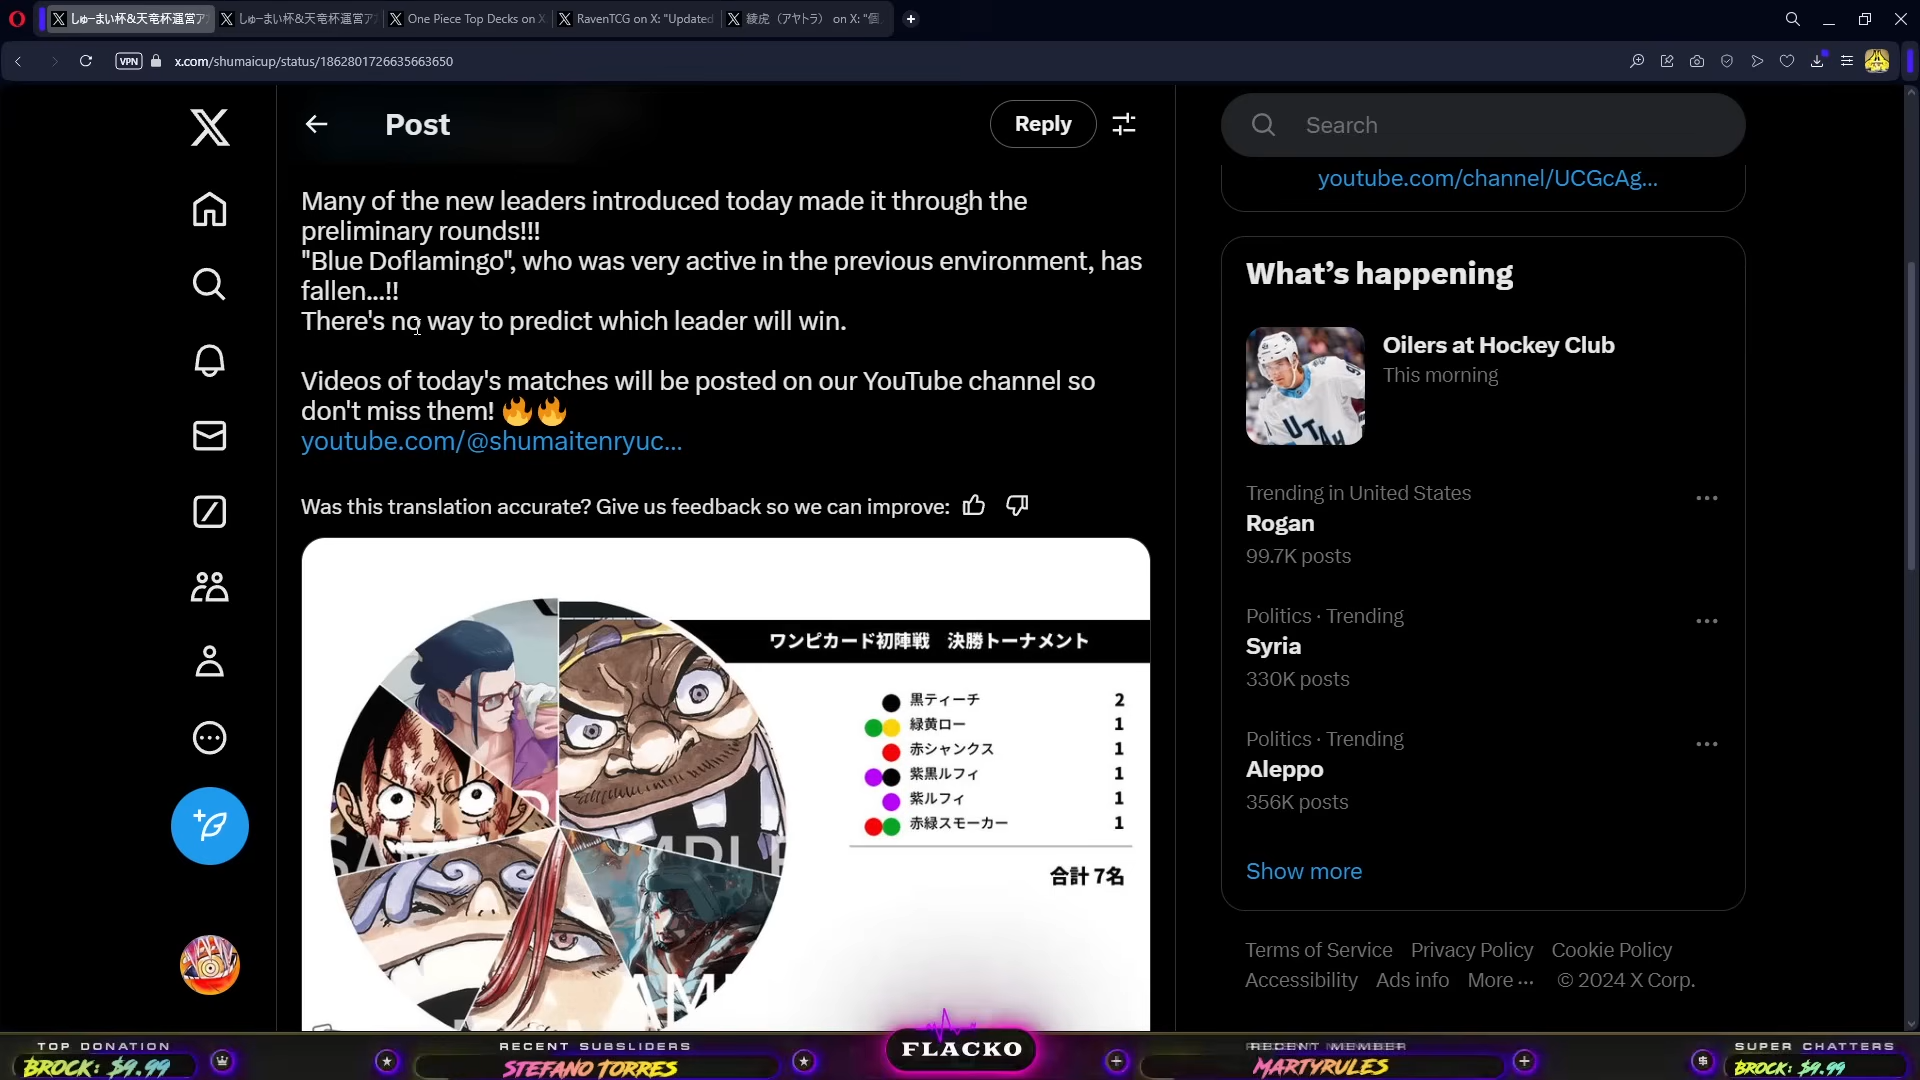 しゅーまい杯&天竜杯運営ア
しゅーまい杯&天竜杯運営ア
One Piece Top Decks on X
RavenTCG on X: "Updated
綾虎（アヤトラ） on X: "個
VPN
x.com/shumaicup/status/1862801726635663650
Post
Reply
Search
Many of the new leaders introduced today made it through the
preliminary rounds!!!
"Blue Doflamingo", who was very active in the previous environment, has
fallen...!!
There's no way to predict which leader will win.
Videos of today's matches will be posted on our YouTube channel so
don't miss them! 🔥🔥
youtube.com/@shumaitenryuc...
Was this translation accurate? Give us feedback so we can improve:
ワンピカード初陣戦 決勝トーナメント
黒ティーチ 2
緑黄ロー 1
赤シャンクス 1
紫黒ルフィ 1
紫ルフィ 1
赤緑スモーカー 1
合計 7名
youtube.com/channel/UCGcAg...
What's happening
Oilers at Hockey Club
This morning
UTAH
Trending in United States
Rogan
99.7K posts
Politics · Trending
Syria
330K posts
Politics · Trending
Aleppo
356K posts
Show more
Terms of Service Privacy Policy Cookie Policy
Accessibility Ads info More ··· © 2024 X Corp.
TOP DONATION
BROCK: $9.99
RECENT SUBSLIDERS
STEFANO TORRES
FLACKO
RECENT MEMBER
MARTYRULES
SUPER CHATTERS
BROCK: $9.99